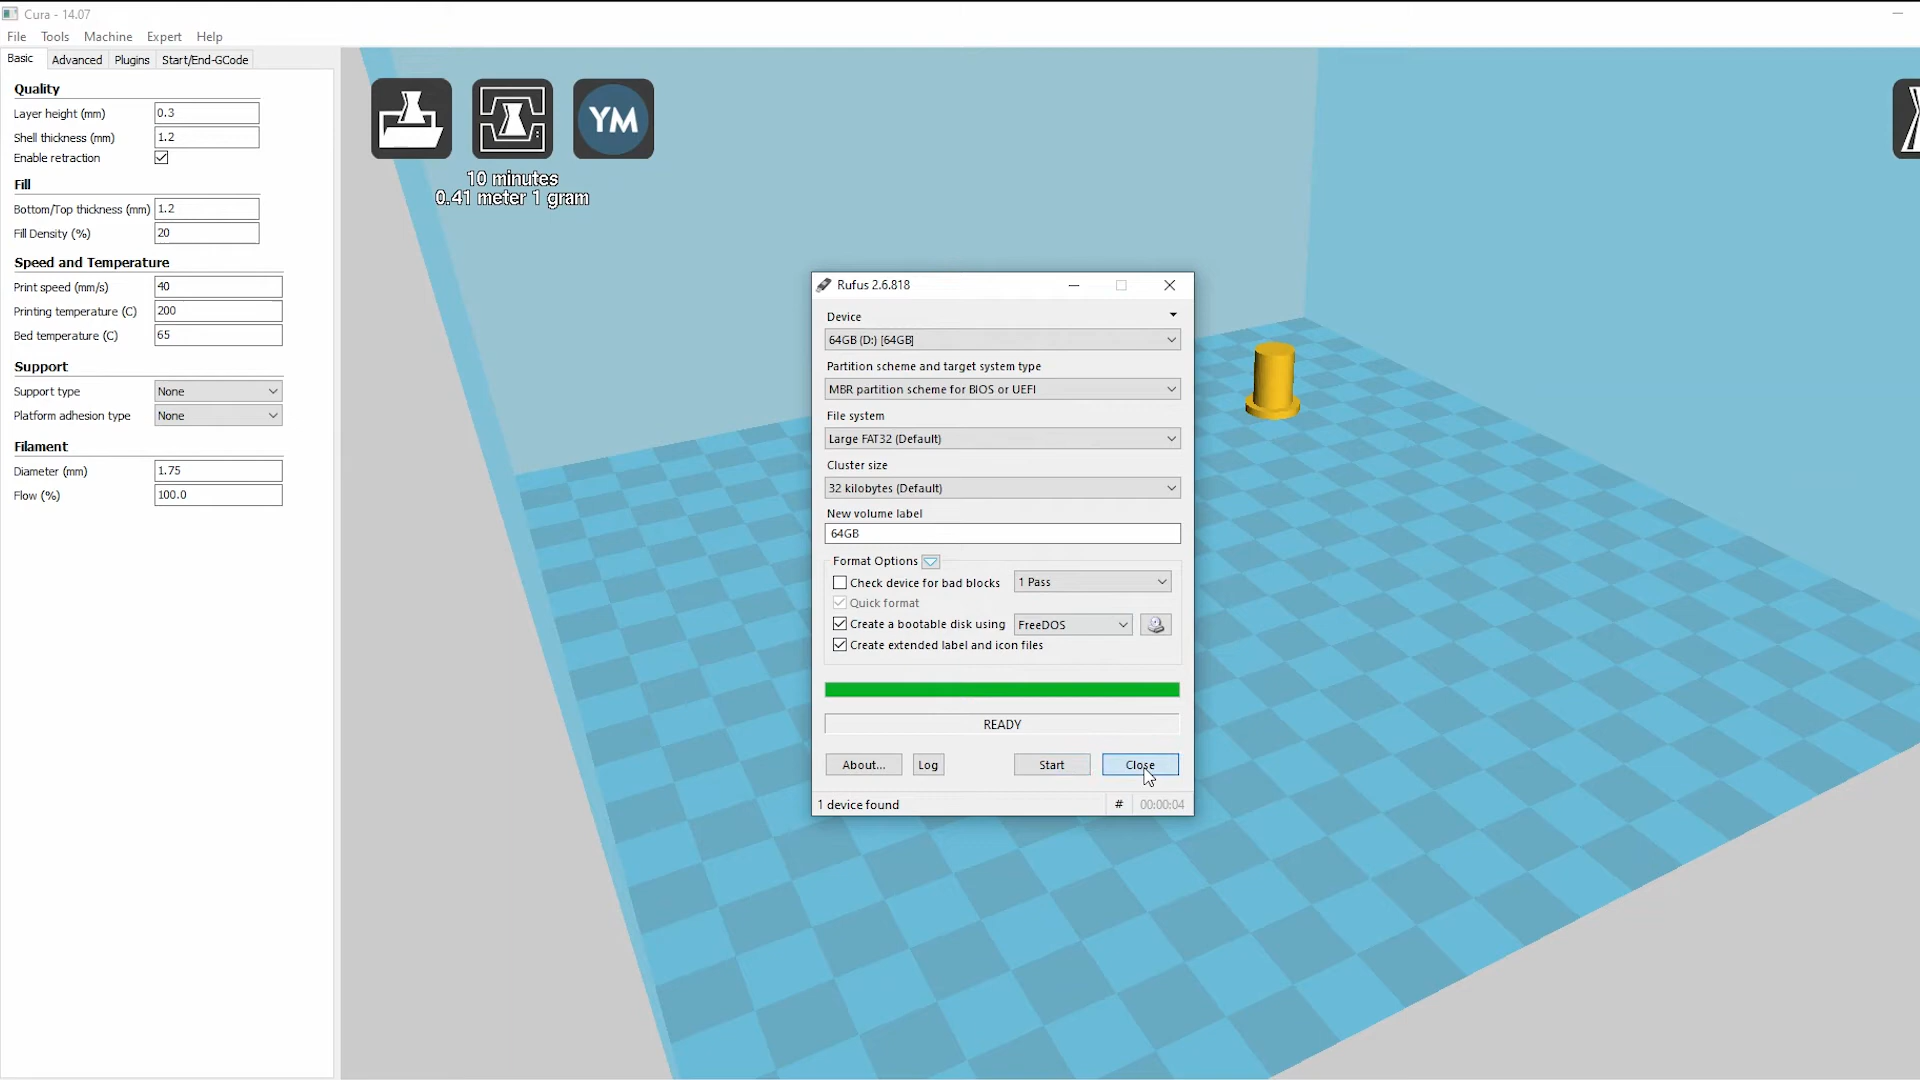 Cura - 14.07
File Tools Machine Expert Help
Basic Advanced Plugins Start/End-GCode
Quality
Layer height (mm) 0.3
Shell thickness (mm) 1.2
Enable retraction
Fill
Bottom/Top thickness (mm) 1.2
Fill Density (%) 20
Speed and Temperature
Print speed (mm/s) 40
Printing temperature (C) 200
Bed temperature (C) 65
Support
Support type None
Platform adhesion type None
Filament
Diameter (mm) 1.75
Flow (%) 100.0
YM
10 minutes
0.41 meter 1 gram
Rufus 2.6.818
Device
64GB (D:) [64GB]
Partition scheme and target system type
MBR partition scheme for BIOS or UEFI
File system
Large FAT32 (Default)
Cluster size
32 kilobytes (Default)
New volume label
64GB
Format Options
Check device for bad blocks 1 Pass
Quick format
Create a bootable disk using FreeDOS
Create extended label and icon files
READY
About... Log Start Close
1 device found # 00:00:04